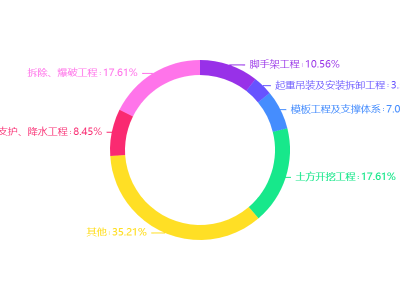 脚手架工程: 10.56%
拆除、爆破工程: 17.61%
起重吊装及安装拆卸工程: 3.
模板工程及支撑体系: 7.0
支护、降水工程: 8.45%
土方开挖工程: 17.61%
其他: 35.21%